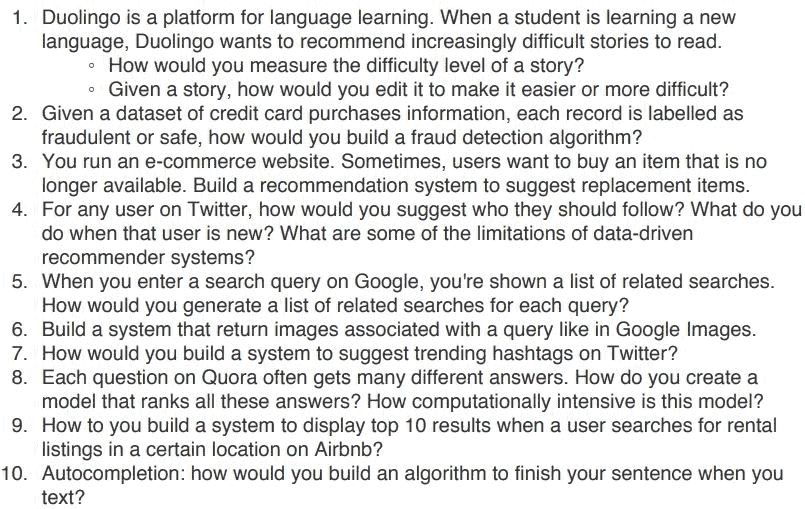 1. Duolingo is a platform for language learning. When a student is learning a new
language, Duolingo wants to recommend increasingly difficult stories to read.
◦ How would you measure the difficulty level of a story?
◦ Given a story, how would you edit it to make it easier or more difficult?
2. Given a dataset of credit card purchases information, each record is labelled as
fraudulent or safe, how would you build a fraud detection algorithm?
3. You run an e-commerce website. Sometimes, users want to buy an item that is no
longer available. Build a recommendation system to suggest replacement items.
4. For any user on Twitter, how would you suggest who they should follow? What do you
do when that user is new? What are some of the limitations of data-driven
recommender systems?
5. When you enter a search query on Google, you're shown a list of related searches.
How would you generate a list of related searches for each query?
6. Build a system that return images associated with a query like in Google Images.
7. How would you build a system to suggest trending hashtags on Twitter?
8. Each question on Quora often gets many different answers. How do you create a
model that ranks all these answers? How computationally intensive is this model?
9. How to you build a system to display top 10 results when a user searches for rental
listings in a certain location on Airbnb?
10. Autocompletion: how would you build an algorithm to finish your sentence when you
text?